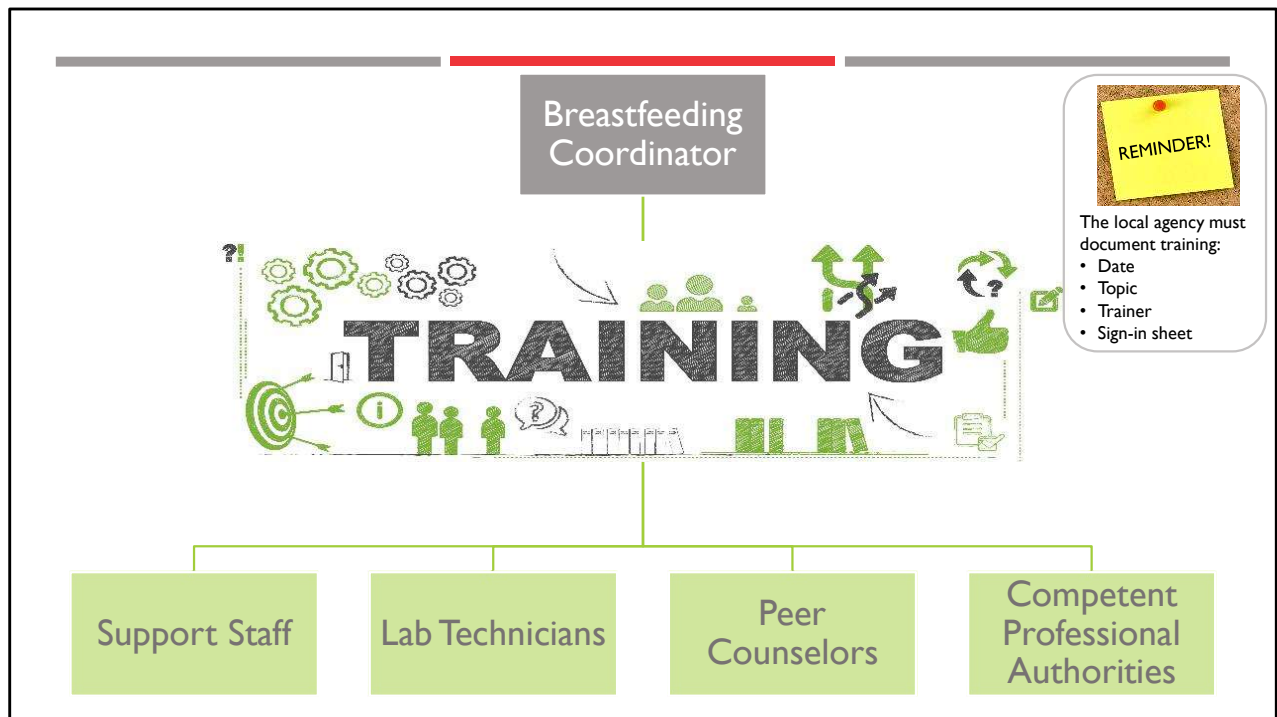 Breastfeeding
Coordinator
REMINDER!
The local agency must
document training:
• Date
• Topic
• Trainer
• Sign-in sheet
?!
?
TRAINING
i
?
Support Staff
Lab Technicians
Peer
Counselors
Competent
Professional
Authorities